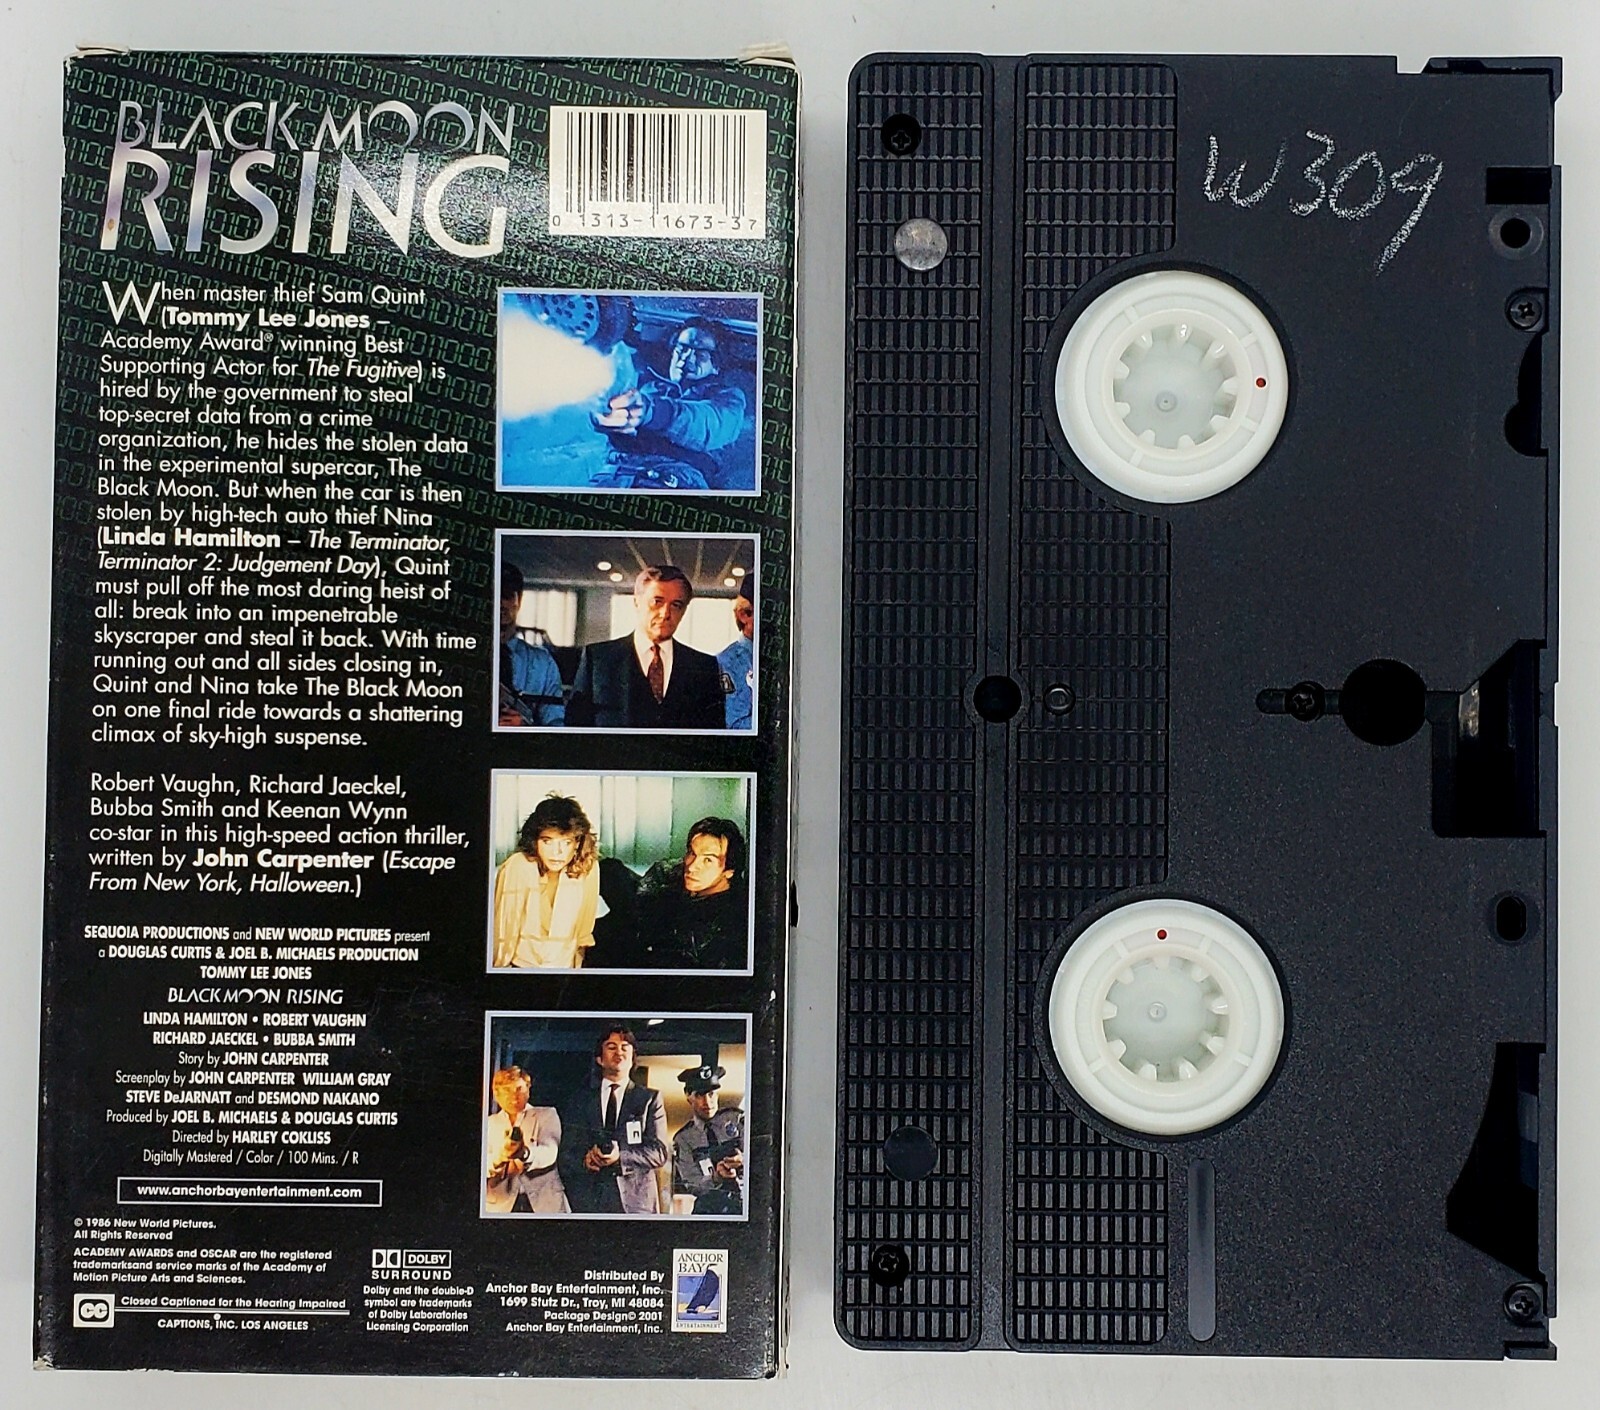 BLACK MOON
RISING
0 1313-11673-3 7
When master thief Sam Quint
(Tommy Lee Jones –
Academy Award® winning Best
Supporting Actor for The Fugitive) is
hired by the government to steal
top-secret data from a crime
organization, he hides the stolen data
in the experimental supercar, The
Black Moon. But when the car is then
stolen by high-tech auto thief Nina
(Linda Hamilton – The Terminator,
Terminator 2: Judgement Day), Quint
must pull off the most daring heist of
all: break into an impenetrable
skyscraper and steal it back. With time
running out and all sides closing in,
Quint and Nina take The Black Moon
on one final ride towards a shattering
climax of sky-high suspense.
Robert Vaughn, Richard Jaeckel,
Bubba Smith and Keenan Wynn
co-star in this high-speed action thriller,
written by John Carpenter (Escape
From New York, Halloween.)
SEQUOIA PRODUCTIONS and NEW WORLD PICTURES present
a DOUGLAS CURTIS & JOEL B. MICHAELS PRODUCTION
TOMMY LEE JONES
BLACK MOON RISING
LINDA HAMILTON • ROBERT VAUGHN
RICHARD JAECKEL • BUBBA SMITH
Story by JOHN CARPENTER
Screenplay by JOHN CARPENTER WILLIAM GRAY
STEVE DeJARNATT and DESMOND NAKANO
Produced by JOEL B. MICHAELS & DOUGLAS CURTIS
Directed by HARLEY COKLISS
Digitally Mastered / Color / 100 Mins. / R
www.anchorbayentertainment.com
© 1986 New World Pictures.
All Rights Reserved
ACADEMY AWARDS and OSCAR are the registered
trademarksand service marks of the Academy of
Motion Picture Arts and Sciences.
CC Closed Captioned for the Hearing Impaired
CAPTIONS, INC. LOS ANGELES
DOLBY
SURROUND
Dolby and the double-D
symbol are trademarks
of Dolby Laboratories
Licensing Corporation
Distributed By
Anchor Bay Entertainment, Inc.
1699 Stutz Dr., Troy, MI 48084
Package Design© 2001
Anchor Bay Entertainment, Inc.
ANCHOR
BAY
ENTERTAINMENT
W309